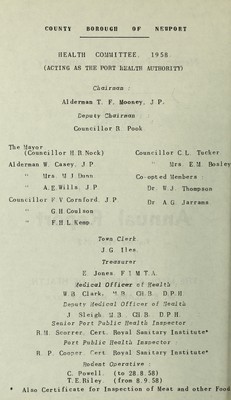 COUNTY BOROUGH OF NEWPORT
HEALTH COMMITTEE, 1958
(ACTING AS THE PORT HEALTH AUTHORITY)
Chairman :
Alderman T. F. Mooney, J P.
Deputy Chairman :
Councillor R. Pook
The Mayor
(Councillor H B. Nock)
Councillor C.L. Tucker
Alderman W. Casey, J P
" Mrs. E.M. Bosley
" Mrs. M J Dunn
Co-opted Members :
" A.E. Wills, J P
Dr. W.J. Thompson
Councillor F V Cornford, J P
Dr A G. Jarrams
" G H Coulson
" F.H L Kemp
Town Clerk
J.G. Iles.
Treasurer
E. Jones. F I M T.A.
Medical Officer of Health
W.B. Clark, M B., CH B., D.P.H.
Deputy Medical Officer of Health
J. Sleigh, M B., CH B., D.P.H.
Senior Port Public Health Inspector
R.M. Scorrer, Cert. Royal Sanitary Institute*
Port Public Health Inspector :
R. P. Cooper, Cert. Royal Sanitary Institute*
Rodent Operative :
C. Powell. (to 28.8.58)
T.E. Riley. (from 8.9.58)
* Also Certificate for Inspection of Meat and other Food